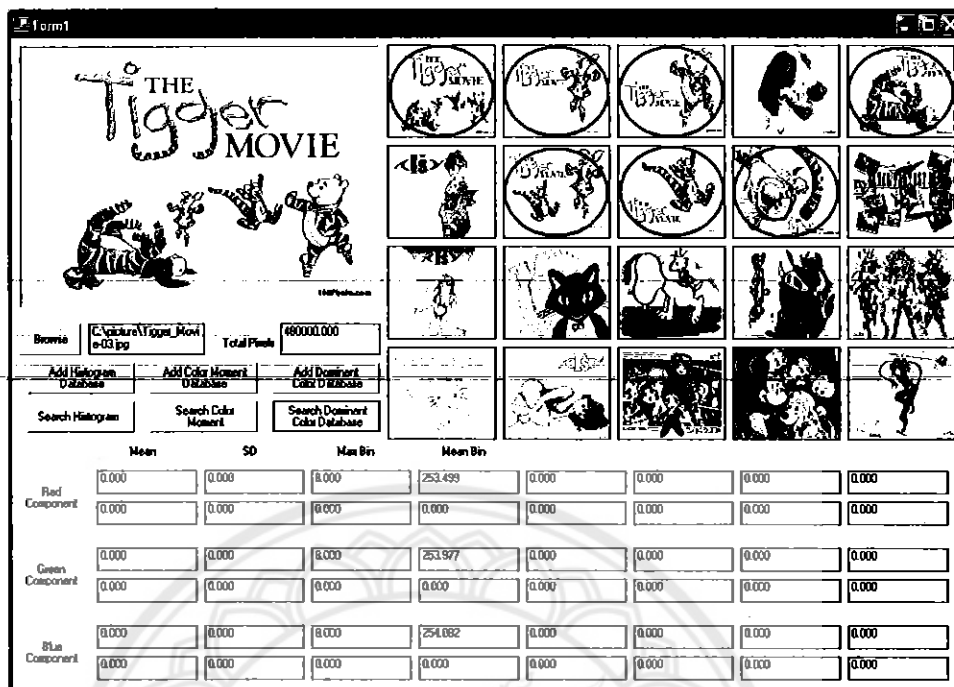 Form1
THE
Tigger
MOVIE
Browse
C:\picture\Tigger_Movi
e-03.jpg
Total Pixels
480000.000
Add Histogram
Database
Add Color Moment
Database
Add Dominent
Color Database
Search Histogram
Search Color
Moment
Search Dominent
Color Database
Mean SD Max Bin Mean Bin
Red
Component
0.000 0.000 8.000 253.499 0.000 0.000 0.000 0.000
0.000 0.000 0.000 0.000 0.000 0.000 0.000 0.000
Green
Component
0.000 0.000 8.000 253.977 0.000 0.000 0.000 0.000
0.000 0.000 0.000 0.000 0.000 0.000 0.000 0.000
Blue
Component
0.000 0.000 8.000 254.082 0.000 0.000 0.000 0.000
0.000 0.000 0.000 0.000 0.000 0.000 0.000 0.000